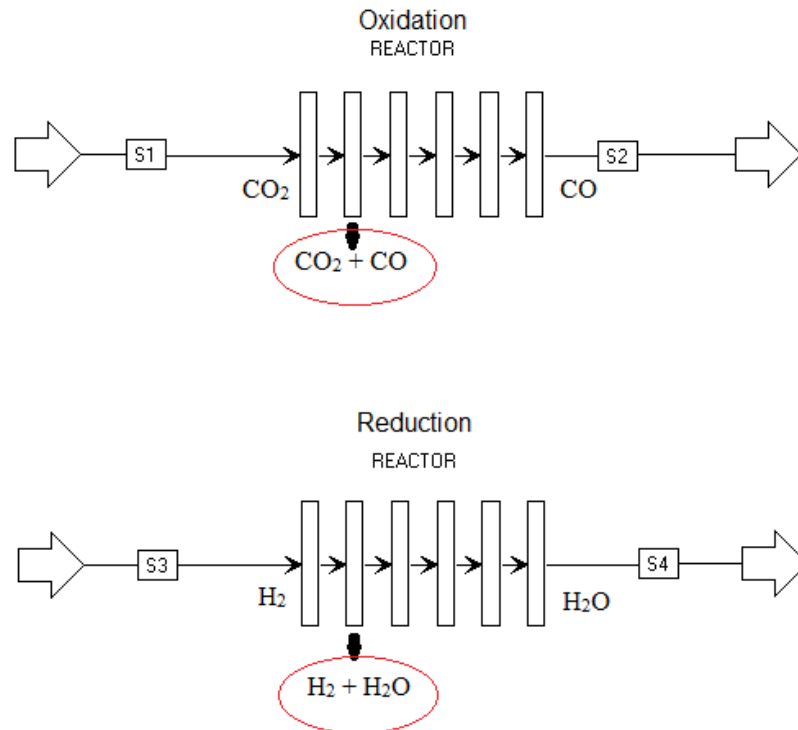 Oxidation
REACTOR
S1
S2
CO₂
CO
CO₂ + CO
Reduction
REACTOR
S3
S4
H₂
H₂O
H₂ + H₂O